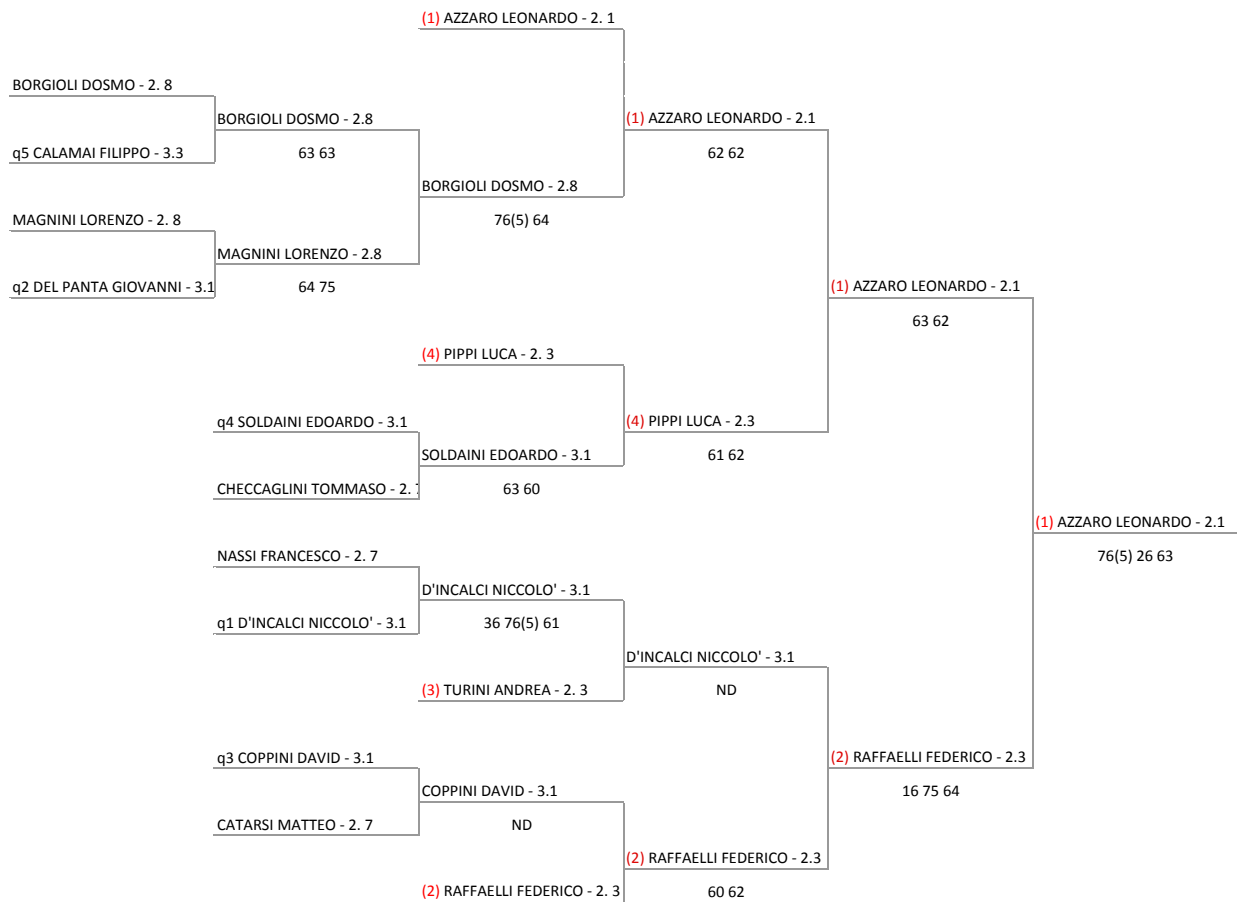 (1) AZZARO LEONARDO - 2. 1
BORGIOLI DOSMO - 2. 8
BORGIOLI DOSMO - 2.8
(1) AZZARO LEONARDO - 2.1
q5 CALAMAI FILIPPO - 3.3
63 63
62 62
BORGIOLI DOSMO - 2.8
MAGNINI LORENZO - 2. 8
76(5) 64
MAGNINI LORENZO - 2.8
q2 DEL PANTA GIOVANNI - 3.1
64 75
(1) AZZARO LEONARDO - 2.1
63 62
(4) PIPPI LUCA - 2. 3
q4 SOLDAINI EDOARDO - 3.1
(4) PIPPI LUCA - 2.3
SOLDAINI EDOARDO - 3.1
61 62
CHECCAGLINI TOMMASO - 2.
63 60
(1) AZZARO LEONARDO - 2.1
NASSI FRANCESCO - 2. 7
76(5) 26 63
D'INCALCI NICCOLO' - 3.1
q1 D'INCALCI NICCOLO' - 3.1
36 76(5) 61
D'INCALCI NICCOLO' - 3.1
(3) TURINI ANDREA - 2. 3
ND
q3 COPPINI DAVID - 3.1
(2) RAFFAELLI FEDERICO - 2.3
COPPINI DAVID - 3.1
16 75 64
CATARSI MATTEO - 2. 7
ND
(2) RAFFAELLI FEDERICO - 2.3
(2) RAFFAELLI FEDERICO - 2. 3
60 62